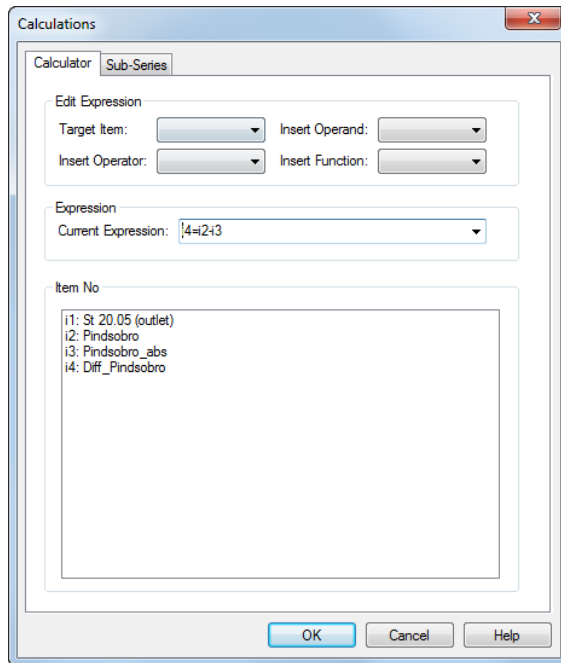 Calculations
Calculator Sub-Series
Edit Expression
Target Item: Insert Operand:
Insert Operator: Insert Function:
Expression
Current Expression: i4=i2-i3
Item No
i1: St 20.05 (outlet)
i2: Pindsobro
i3: Pindsobro_abs
i4: Diff_Pindsobro
OK Cancel Help